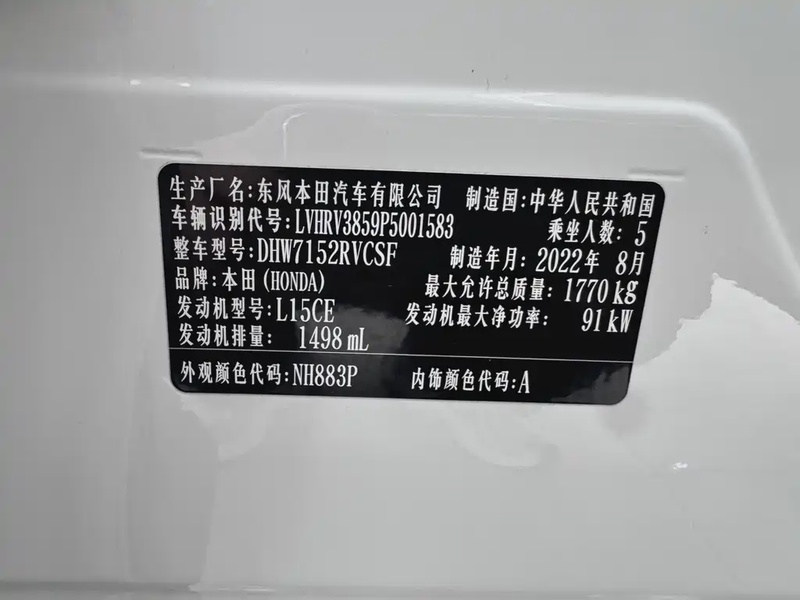 生产厂名:东风本田汽车有限公司 制造国:中华人民共和国
车辆识别代号:LVHRV3859P5001583 乘坐人数: 5
整车型号:DHW7152RVCSF 制造年月:2022年 8月
品牌:本田(HONDA) 最大允许总质量:1770kg
发动机型号:L15CE 发动机最大净功率: 91kW
发动机排量: 1498mL
外观颜色代码:NH883P 内饰颜色代码:A